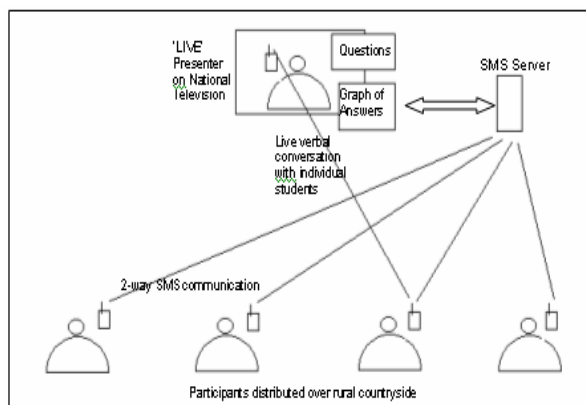 'LIVE'
Presenter
on National
Television
Questions
Graph of
Answers
SMS Server
Live verbal
conversation
with individual
students
2-way SMS communication
Participants distributed over rural countryside